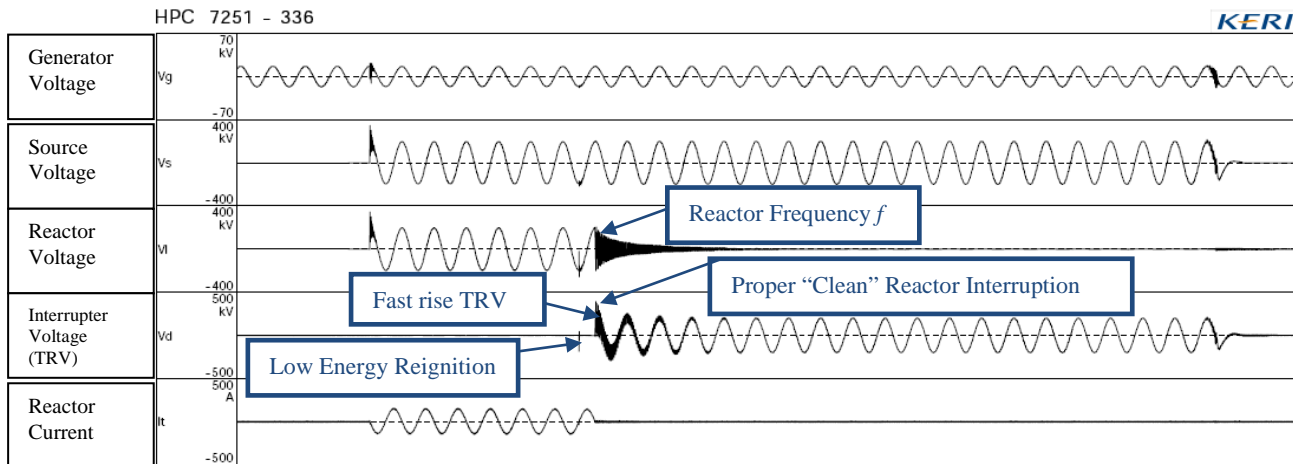 HPC 7251 - 336
KERI
Generator
Voltage
70
kV
Vg
-70
Source
Voltage
400
kV
Vs
-400
Reactor
Voltage
400
kV
Vl
-400
Reactor Frequency f
Proper “Clean” Reactor Interruption
Fast rise TRV
Interrupter
Voltage
(TRV)
500
kV
Vd
-500
Low Energy Reignition
Reactor
Current
500
A
It
-500